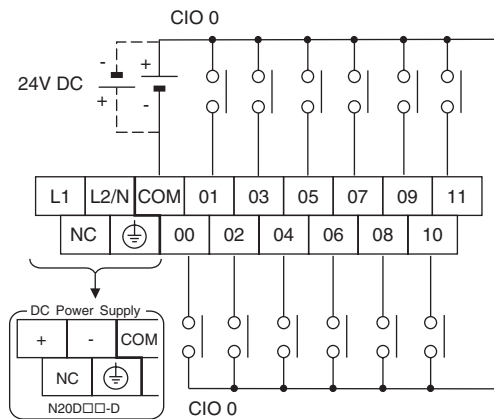 CIO 0
- +
24V DC
+ -
L1 L2/N COM 01 03 05 07 09 11
NC 00 02 04 06 08 10
DC Power Supply
+ - COM
NC
N20D□□-D
CIO 0